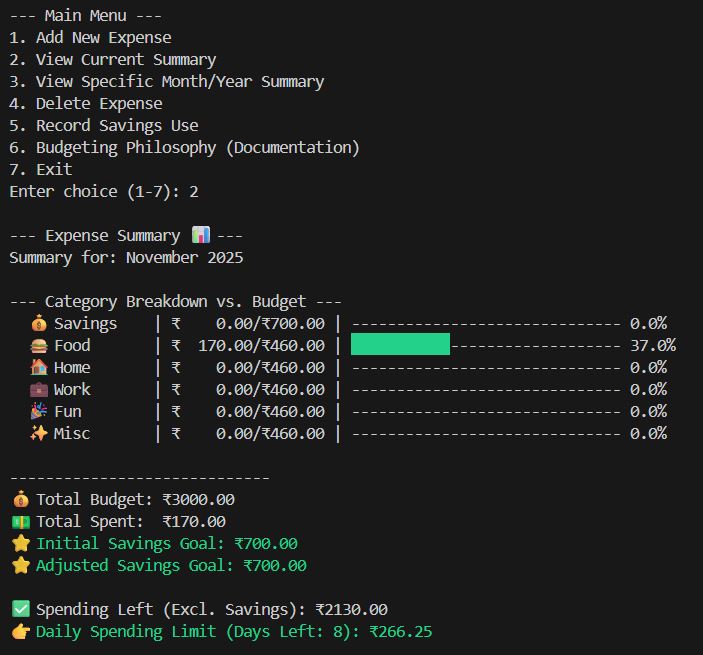 --- Main Menu ---
1. Add New Expense
2. View Current Summary
3. View Specific Month/Year Summary
4. Delete Expense
5. Record Savings Use
6. Budgeting Philosophy (Documentation)
7. Exit
Enter choice (1-7): 2
--- Expense Summary 📊 ---
Summary for: November 2025
--- Category Breakdown vs. Budget ---
💰 Savings | ₹ 0.00/₹700.00 | ------------------------------ 0.0%
🍔 Food | ₹ 170.00/₹460.00 | ███████████------------------- 37.0%
🏠 Home | ₹ 0.00/₹460.00 | ------------------------------ 0.0%
💼 Work | ₹ 0.00/₹460.00 | ------------------------------ 0.0%
🎉 Fun | ₹ 0.00/₹460.00 | ------------------------------ 0.0%
✨ Misc | ₹ 0.00/₹460.00 | ------------------------------ 0.0%
-----------------------------
💰 Total Budget: ₹3000.00
💵 Total Spent: ₹170.00
⭐ Initial Savings Goal: ₹700.00
⭐ Adjusted Savings Goal: ₹700.00
✅ Spending Left (Excl. Savings): ₹2130.00
👉 Daily Spending Limit (Days Left: 8): ₹266.25